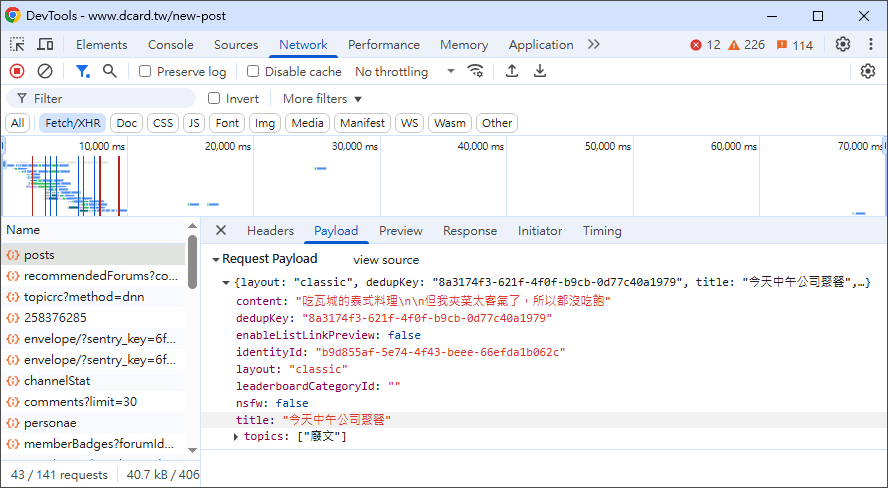 DevTools - www.dcard.tw/new-post
Elements Console Sources Network Performance Memory Application 12 226 114
Preserve log Disable cache No throttling
Filter Invert More filters
All Fetch/XHR Doc CSS JS Font Img Media Manifest WS Wasm Other
10,000 ms 20,000 ms 30,000 ms 40,000 ms 50,000 ms 60,000 ms 70,000 ms
Name
posts
recommendedForums?co...
topicrc?method=dnn
258376285
envelope/?sentry_key=6f...
envelope/?sentry_key=6f...
channelStat
comments?limit=30
personae
memberBadges?forumId...
43 / 141 requests 40.7 kB / 406
Headers Payload Preview Response Initiator Timing
Request Payload view source
{layout: "classic", dedupKey: "8a3174f3-621f-4f0f-b9cb-0d77c40a1979", title: "今天中午公司聚餐",…}
content: "吃瓦城的泰式料理\n\n但我夾菜太客氣了，所以都沒吃飽"
dedupKey: "8a3174f3-621f-4f0f-b9cb-0d77c40a1979"
enableListLinkPreview: false
identityId: "b9d855af-5e74-4f43-beee-66efda1b062c"
layout: "classic"
leaderboardCategoryId: ""
nsfw: false
title: "今天中午公司聚餐"
topics: ["廢文"]